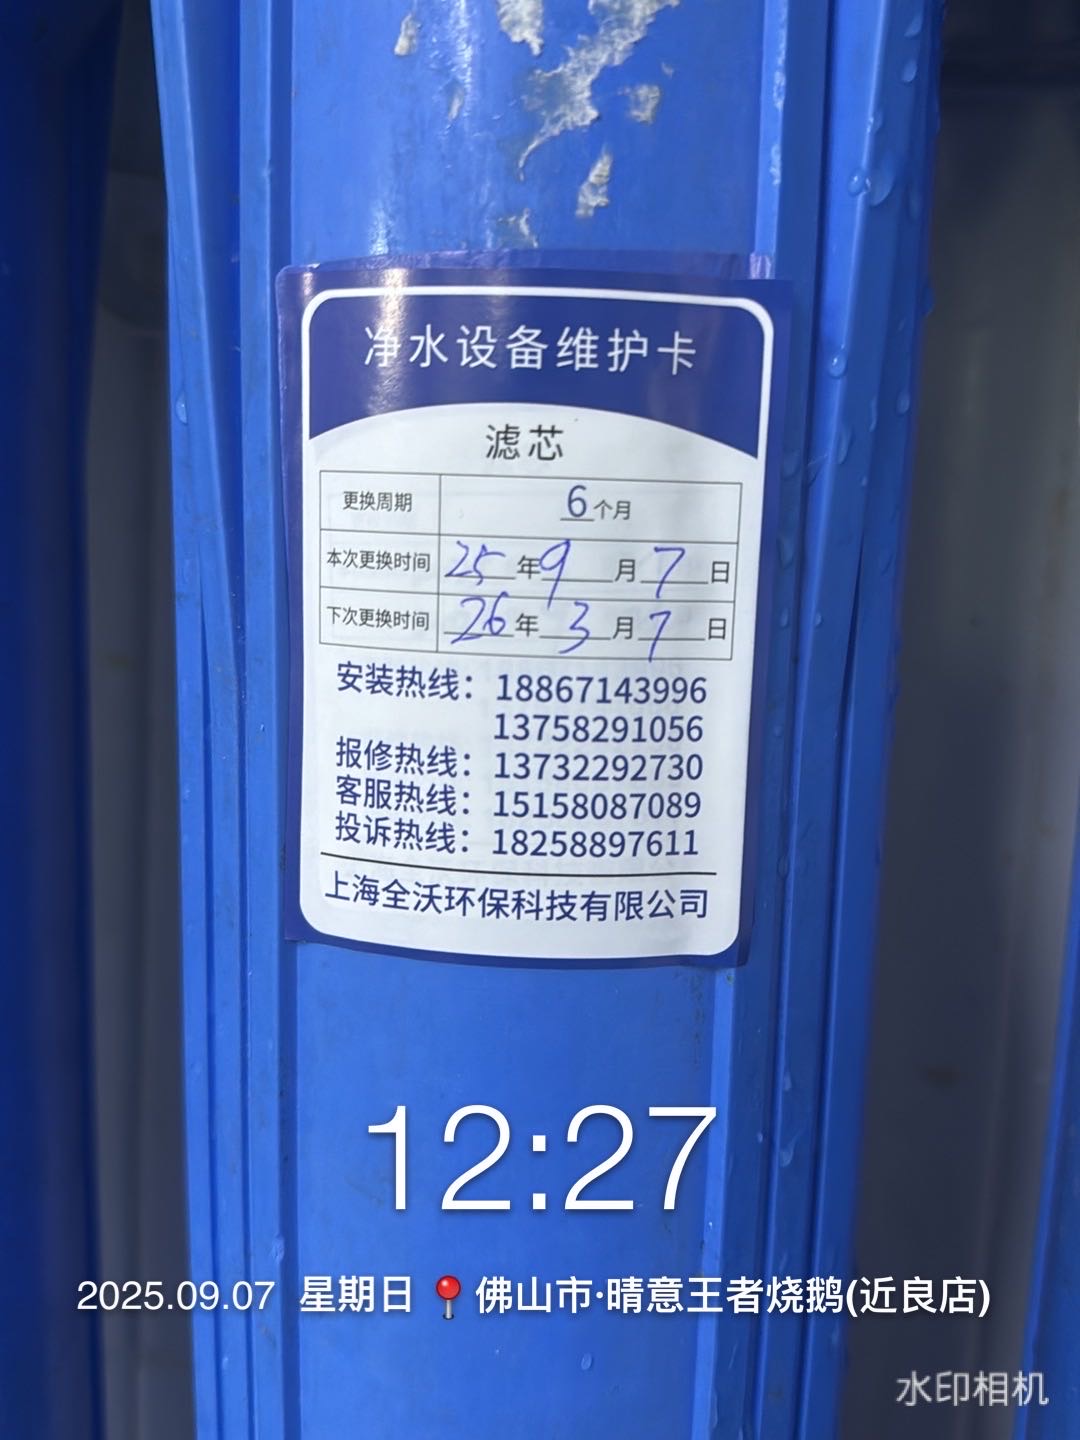 净水设备维护卡
滤芯
更换周期 6个月
本次更换时间 25年9月7日
下次更换时间 26年3月7日
安装热线：18867143996
13758291056
报修热线：13732292730
客服热线：15158087089
投诉热线：18258897611
上海全沃环保科技有限公司
12:27
2025.09.07 星期日 📍佛山市·晴意王者烧鹅(近良店)
水印相机